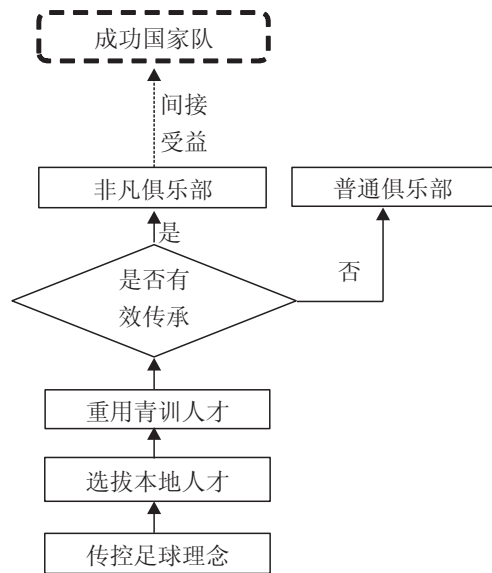 成功国家队
间接
受益
非凡俱乐部
普通俱乐部
是
是否有
效传承
否
重用青训人才
选拔本地人才
传控足球理念